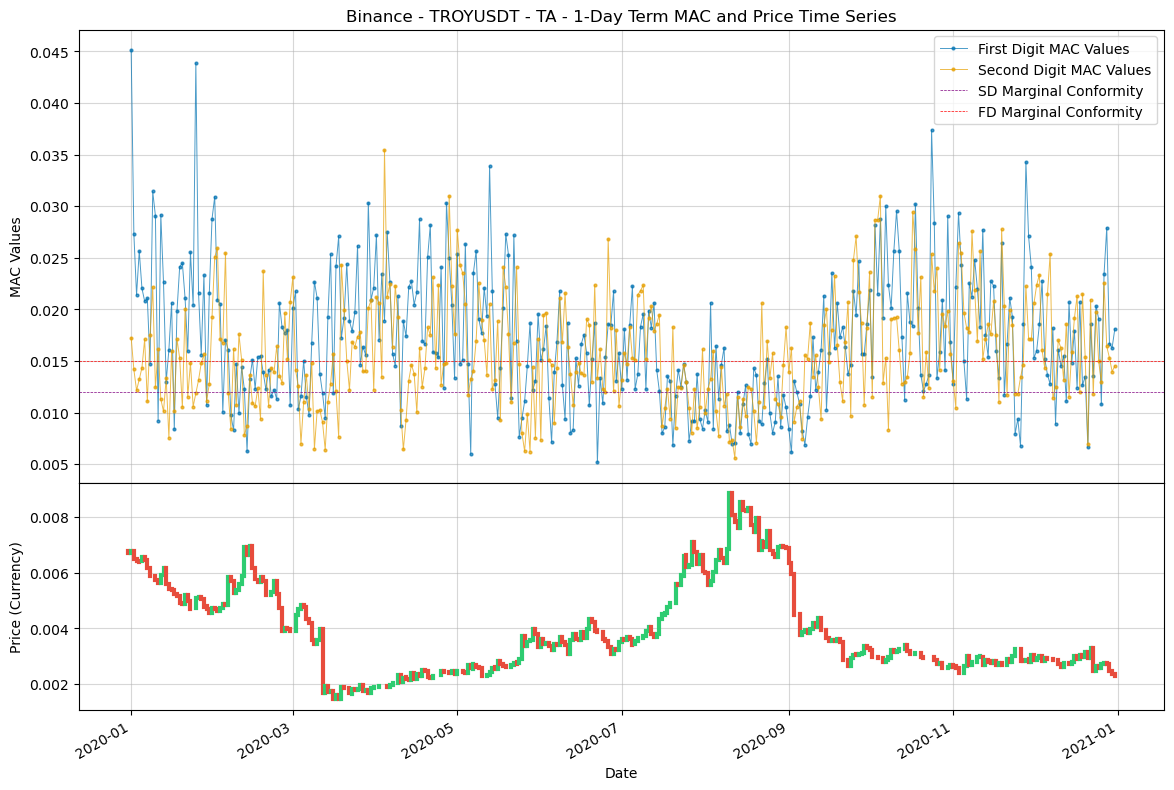 Binance - TROYUSDT - TA - 1-Day Term MAC and Price Time Series
First Digit MAC Values
Second Digit MAC Values
SD Marginal Conformity
FD Marginal Conformity
MAC Values
0.045
0.040
0.035
0.030
0.025
0.020
0.015
0.010
0.005
Price (Currency)
0.008
0.006
0.004
0.002
2020-01
2020-03
2020-05
2020-07
2020-09
2020-11
2021-01
Date